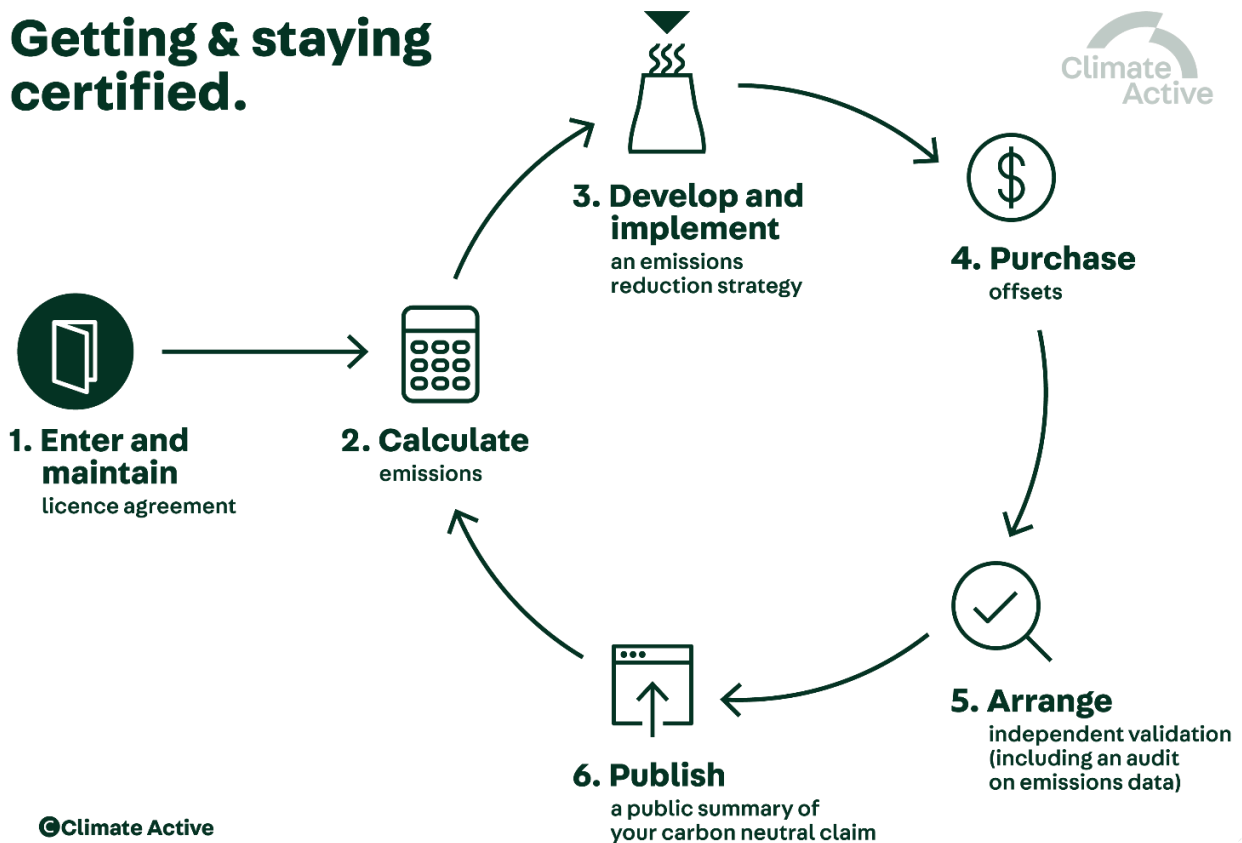 Getting & staying
certified.
Climate
Active
1. Enter and
maintain
licence agreement
2. Calculate
emissions
3. Develop and
implement
an emissions
reduction strategy
$
4. Purchase
offsets
5. Arrange
independent validation
(including an audit
on emissions data)
6. Publish
a public summary of
your carbon neutral claim
©Climate Active